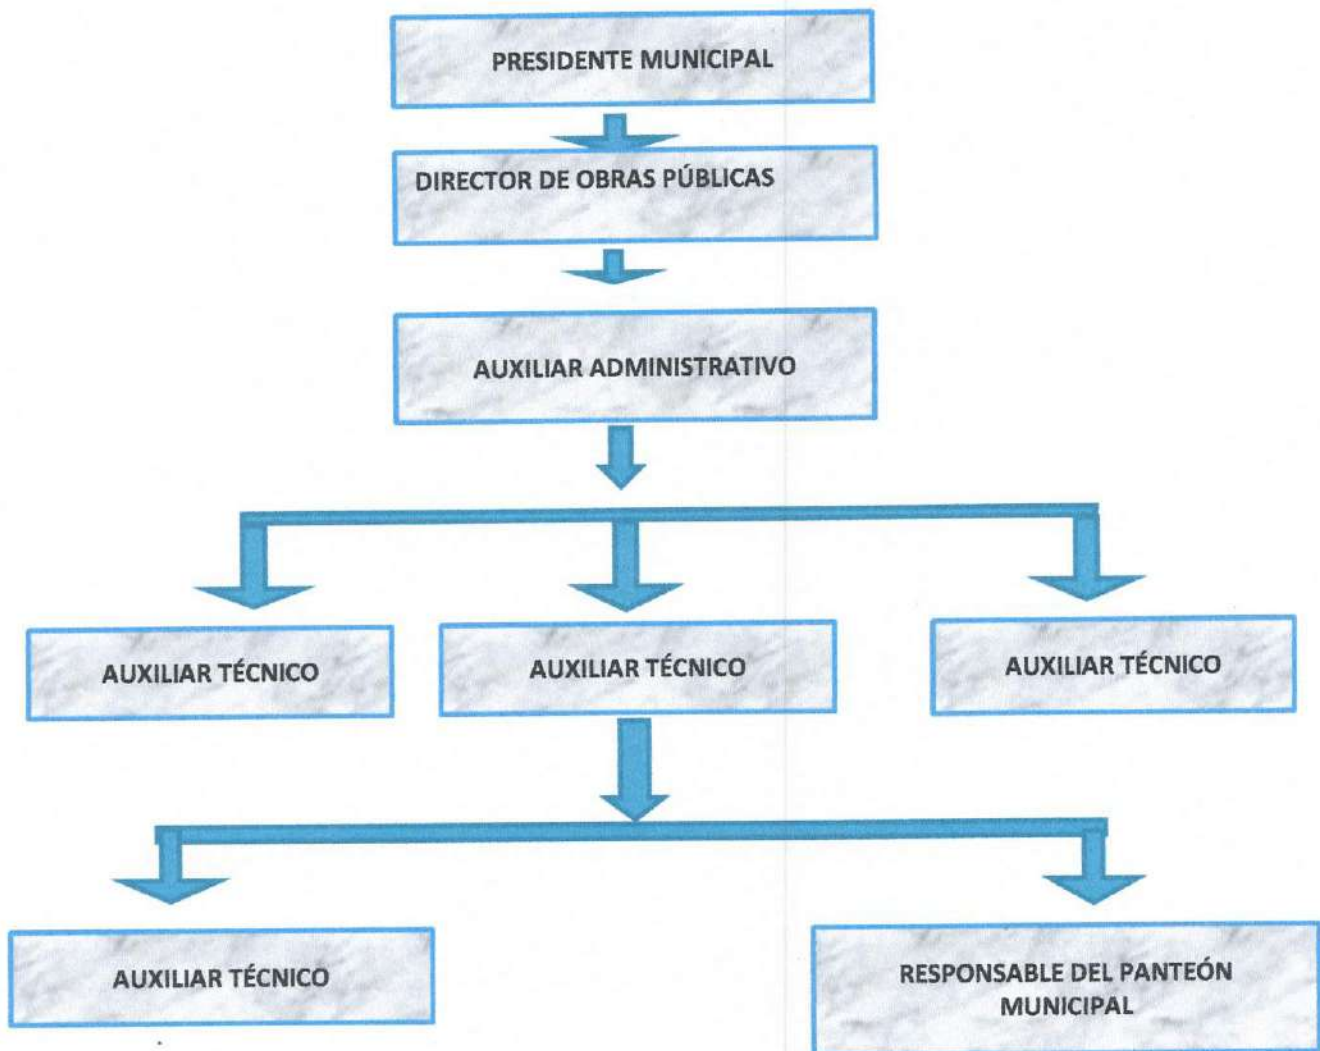 PRESIDENTE MUNICIPAL
DIRECTOR DE OBRAS PÚBLICAS
AUXILIAR ADMINISTRATIVO
AUXILIAR TÉCNICO
AUXILIAR TÉCNICO
AUXILIAR TÉCNICO
AUXILIAR TÉCNICO
RESPONSABLE DEL PANTEÓN
MUNICIPAL